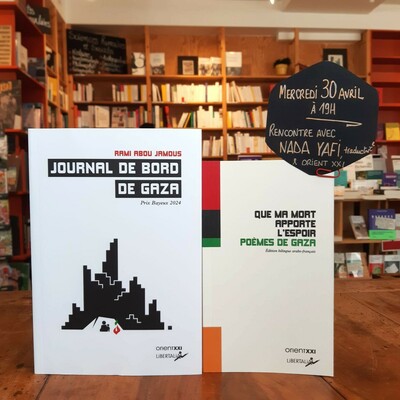 MERCREDI 30 AVRIL
À 19H
RENCONTRE AVEC
NADA YAFI,
traductrice
& ORIENT XXI
RAMI ABOU JAMOUS
JOURNAL DE BORD
DE GAZA
Prix Bayeux 2024
orientXXI
LIBERTALIA
QUE MA MORT
APPORTE
L'ESPOIR
POÈMES DE GAZA
Édition bilingue arabe-français
orientXXI
LIBERTALIA